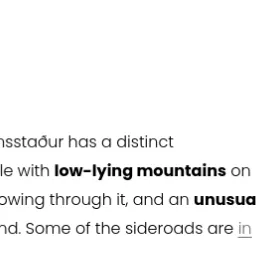 nsstaður has a distinct
le with low-lying mountains on
owing through it, and an unusua
nd. Some of the sideroads are in